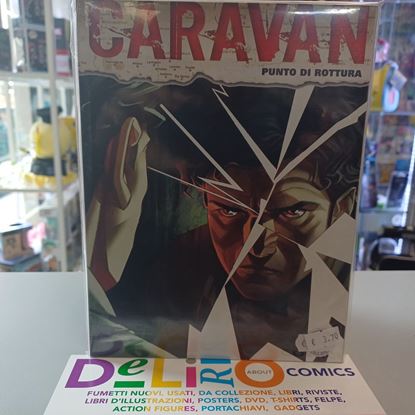 CARAVAN
PUNTO DI ROTTURA
€ 3,70
DeLiRiO ABOUT COMICS
FUMETTI NUOVI, USATI, DA COLLEZIONE, LIBRI, RIVISTE,
LIBRI D'ILLUSTRAZIONI, POSTERS, DVD, T-SHIRTS, FELPE,
ACTION FIGURES, PORTACHIAVI, GADGETS